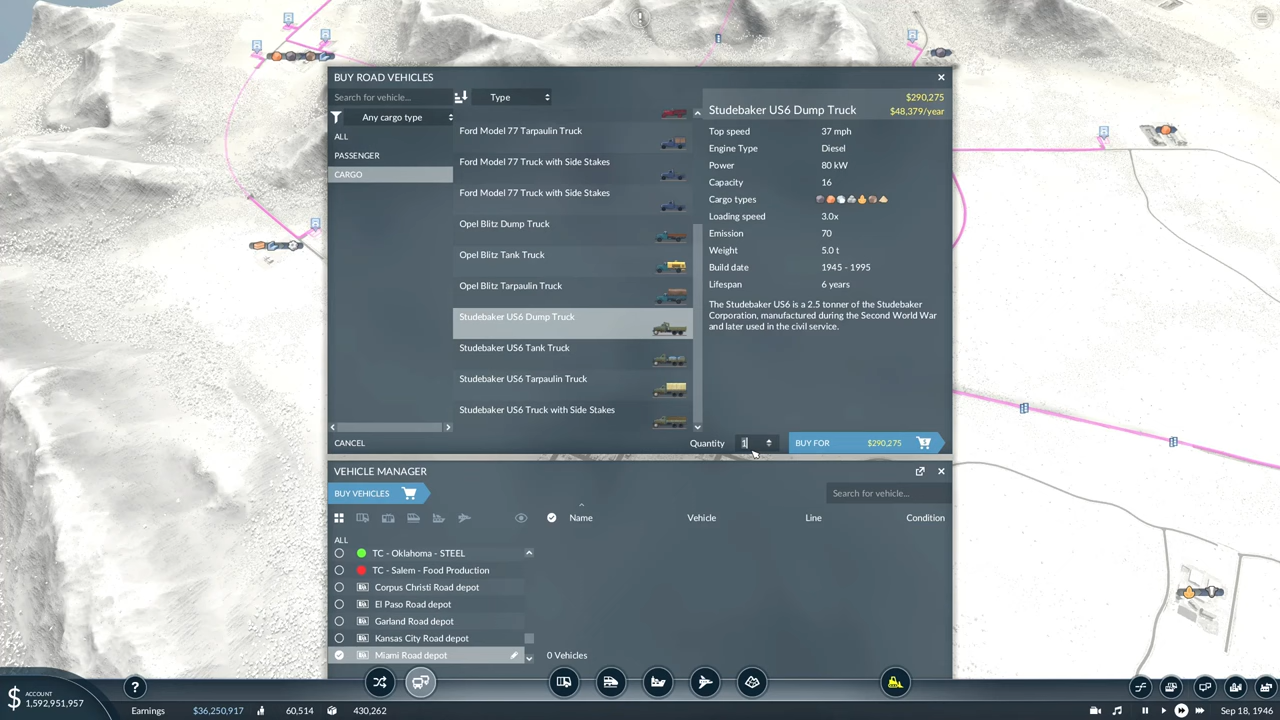 BUY ROAD VEHICLES
Search for vehicle...
Type
Any cargo type
ALL
PASSENGER
CARGO
Ford Model 77 Tarpaulin Truck
Ford Model 77 Truck with Side Stakes
Ford Model 77 Truck with Side Stakes
Opel Blitz Dump Truck
Opel Blitz Tank Truck
Opel Blitz Tarpaulin Truck
Studebaker US6 Dump Truck
Studebaker US6 Tank Truck
Studebaker US6 Tarpaulin Truck
Studebaker US6 Truck with Side Stakes
$290,275
Studebaker US6 Dump Truck $48,379/year
Top speed 37 mph
Engine Type Diesel
Power 80 kW
Capacity 16
Cargo types
Loading speed 3.0x
Emission 70
Weight 5.0 t
Build date 1945 - 1995
Lifespan 6 years
The Studebaker US6 is a 2.5 tonner of the Studebaker
Corporation, manufactured during the Second World War
and later used in the civil service.
CANCEL
Quantity 1 BUY FOR $290,275
VEHICLE MANAGER
BUY VEHICLES
Search for vehicle...
Name Vehicle Line Condition
ALL
TC - Oklahoma - STEEL
TC - Salem - Food Production
Corpus Christi Road depot
El Paso Road depot
Garland Road depot
Kansas City Road depot
Miami Road depot
0 Vehicles
$ ACCOUNT
1,592,951,957
?
Earnings $36,250,917 60,514 430,262
Sep 18, 1946